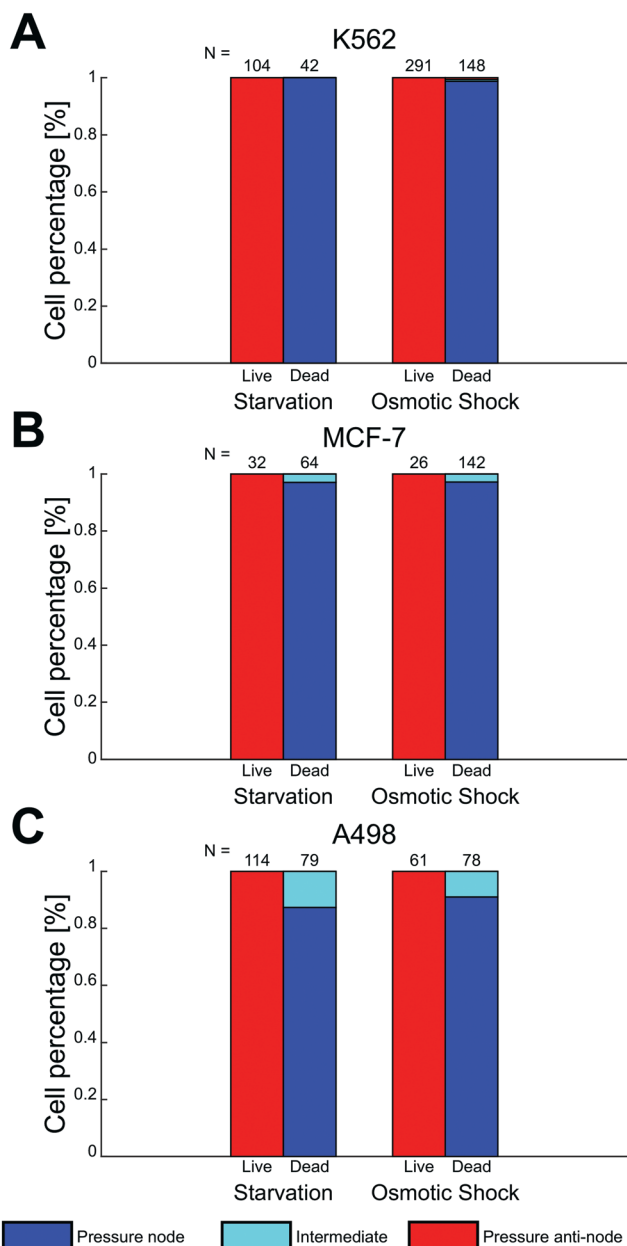 A
K562
N =
104 42 291 148
1
0.8
0.6
0.4
0.2
0
Cell percentage [%]
Live Dead Live Dead
Starvation Osmotic Shock
B
MCF-7
N =
32 64 26 142
1
0.8
0.6
0.4
0.2
0
Cell percentage [%]
Live Dead Live Dead
Starvation Osmotic Shock
C
A498
N =
114 79 61 78
1
0.8
0.6
0.4
0.2
0
Cell percentage [%]
Live Dead Live Dead
Starvation Osmotic Shock
Pressure node Intermediate Pressure anti-node